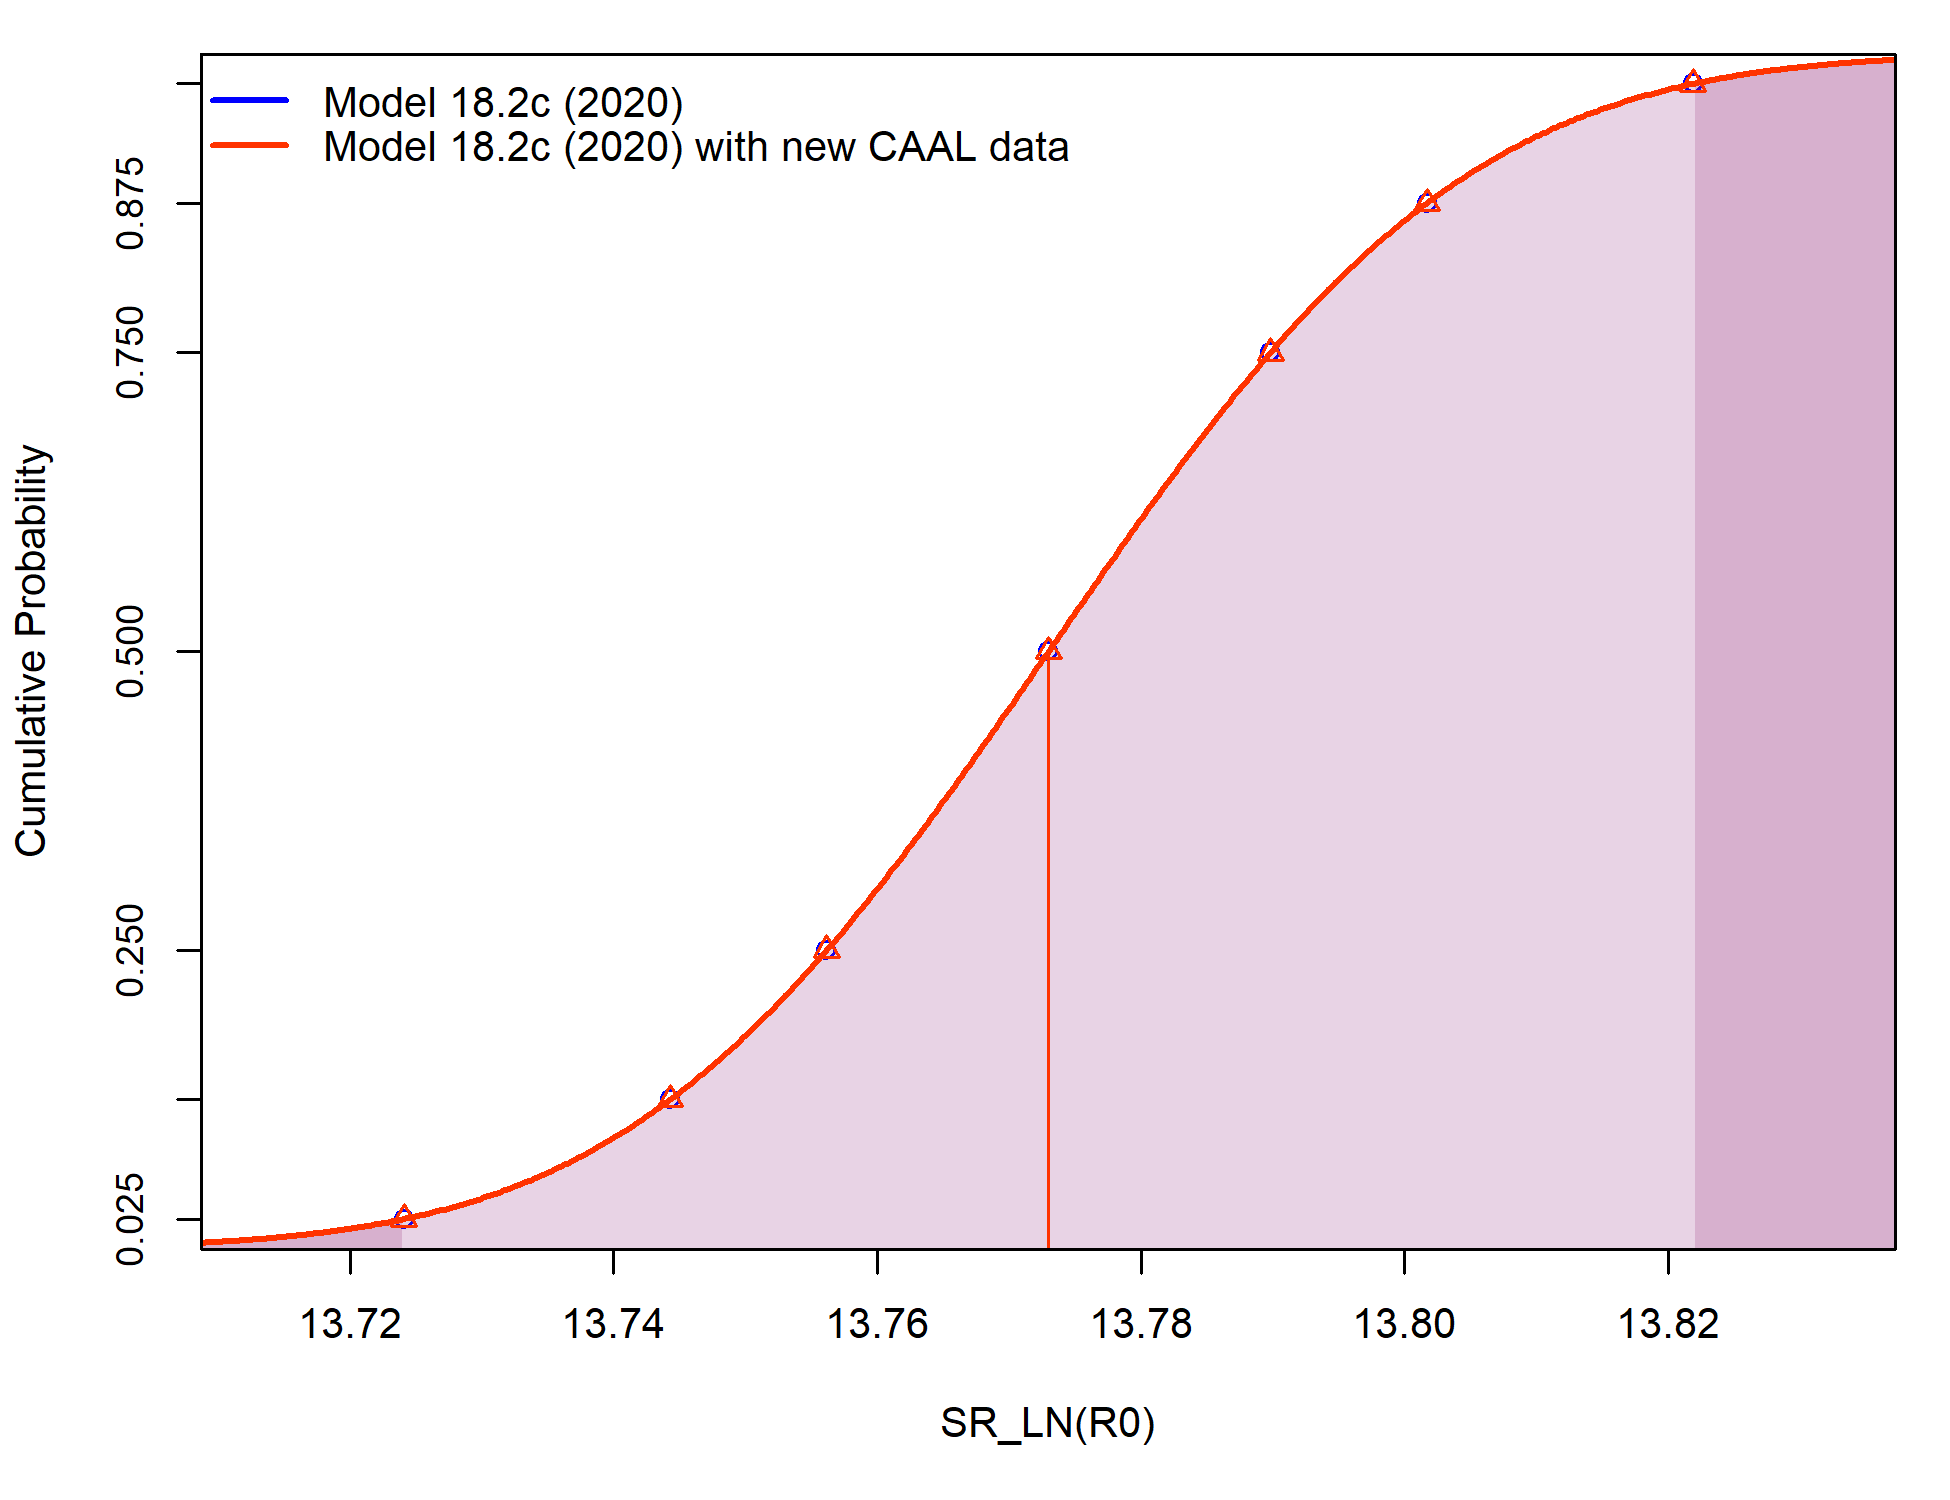 Model 18.2c (2020)
Model 18.2c (2020) with new CAAL data
Cumulative Probability
0.875
0.750
0.500
0.250
0.025
13.72 13.74 13.76 13.78 13.80 13.82
SR_LN(R0)